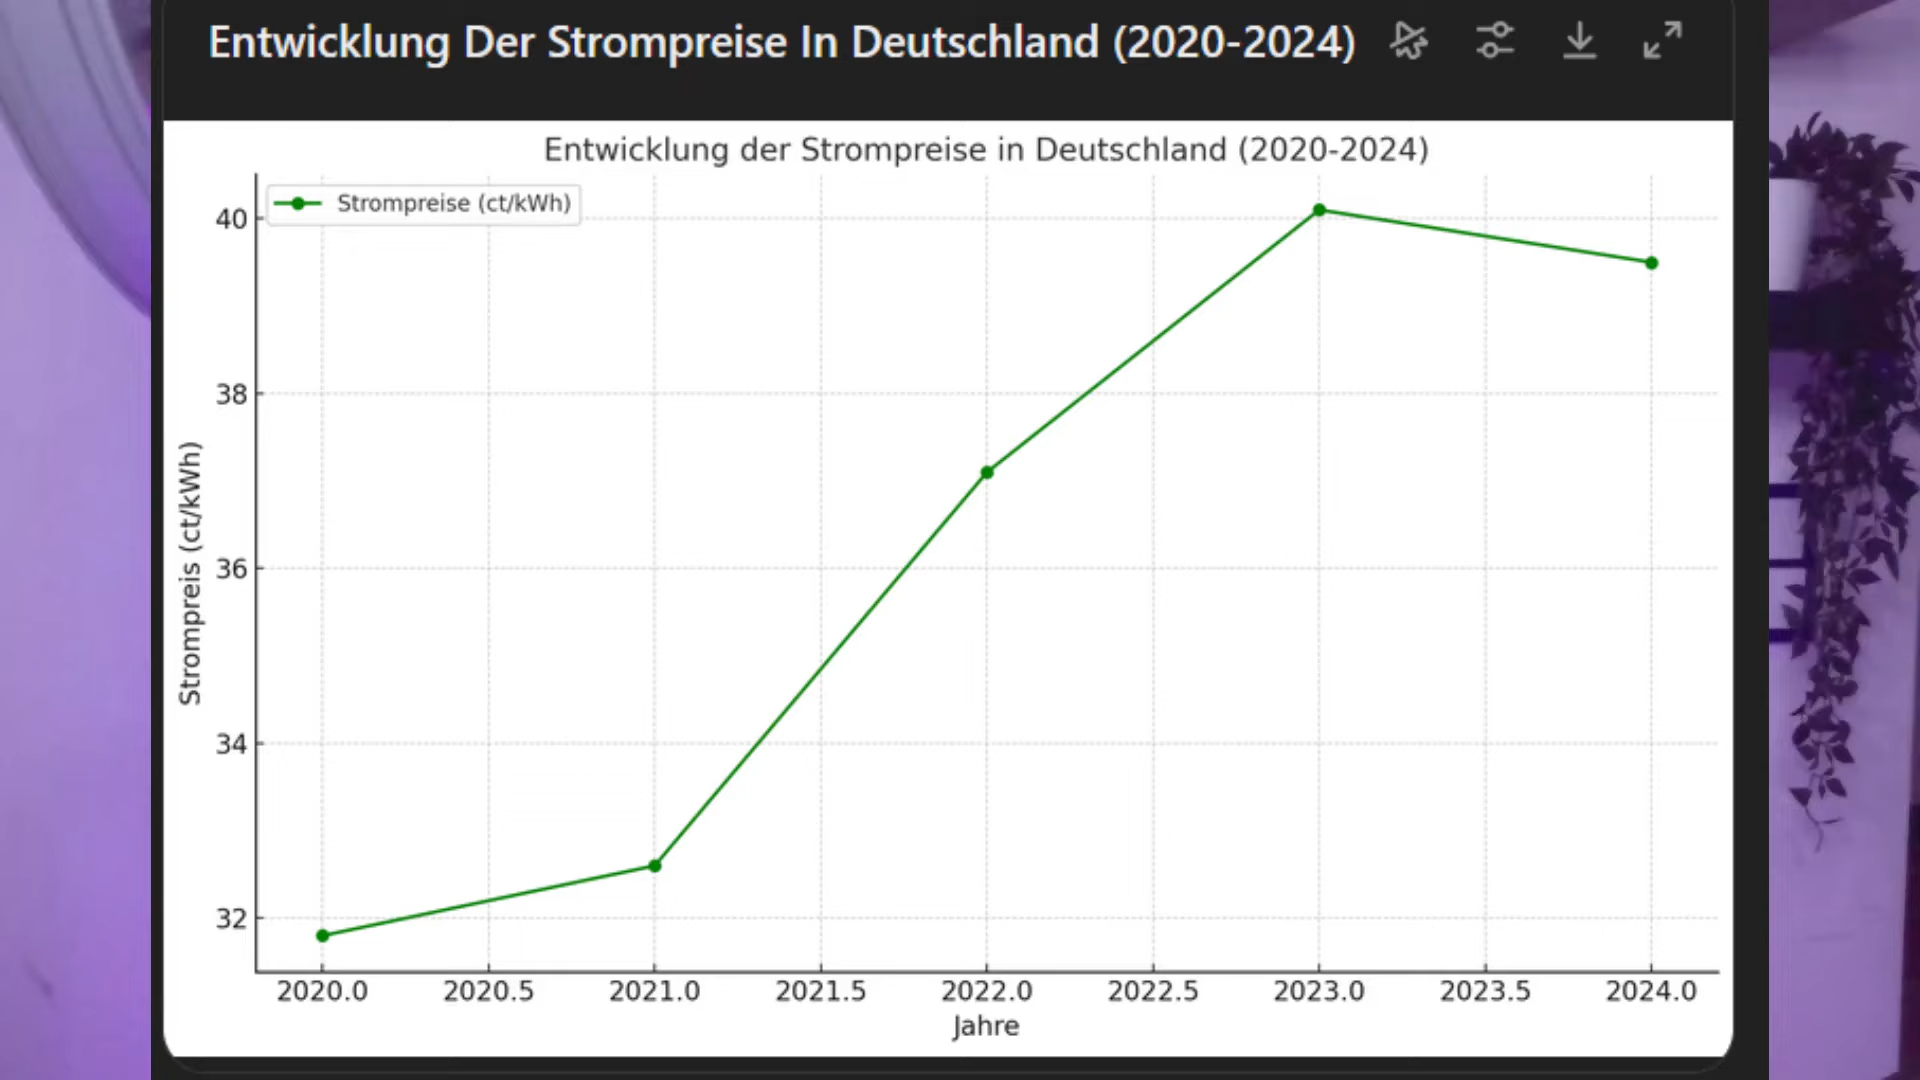 Entwicklung Der Strompreise In Deutschland (2020-2024)
Entwicklung der Strompreise in Deutschland (2020-2024)
Strompreise (ct/kWh)
40
38
36
34
32
Strompreis (ct/kWh)
2020.0 2020.5 2021.0 2021.5 2022.0 2022.5 2023.0 2023.5 2024.0
Jahre